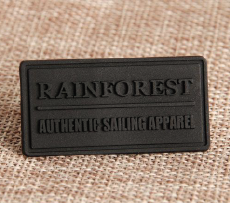 RAINFOREST
AUTHENTIC SAILING APPAREL